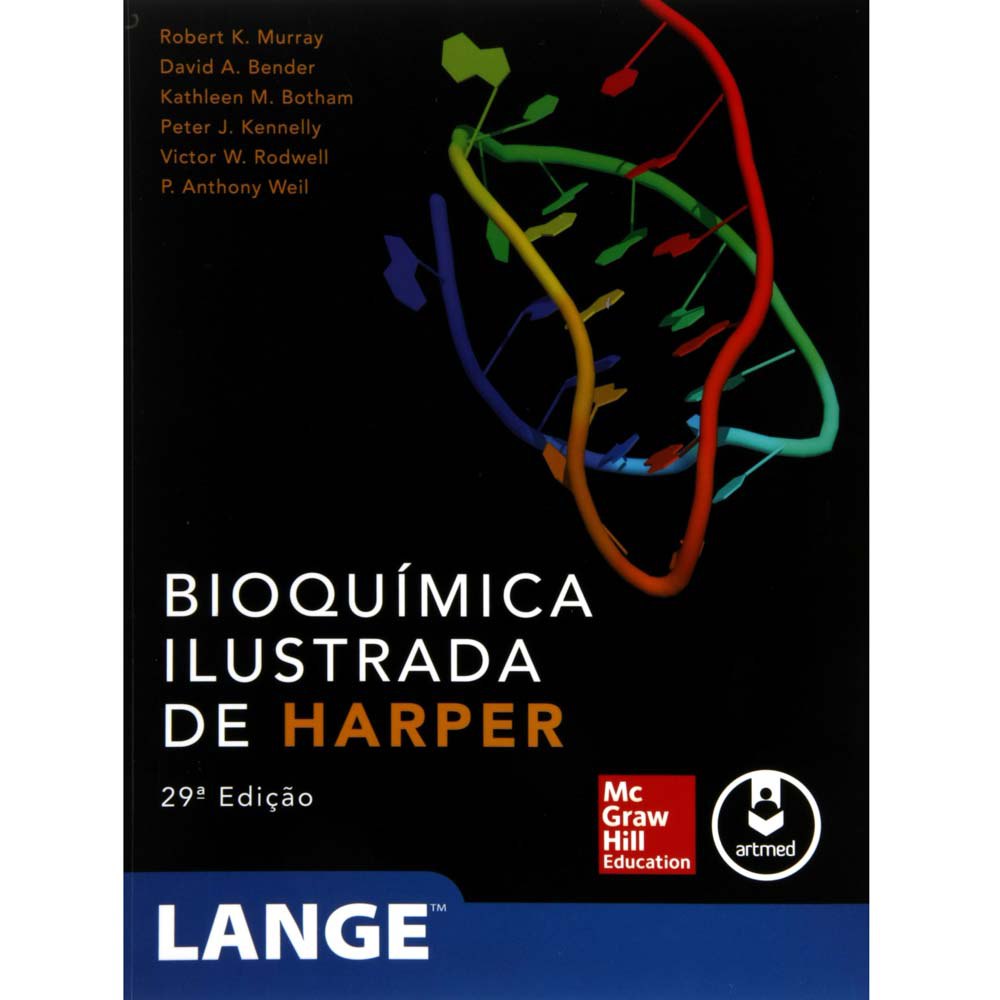 Robert K. Murray
David A. Bender
Kathleen M. Botham
Peter J. Kennelly
Victor W. Rodwell
P. Anthony Weil
BIOQUÍMICA
ILUSTRADA
DE HARPER
29ª Edição
Mc
Graw
Hill
Education
artmed
LANGE™